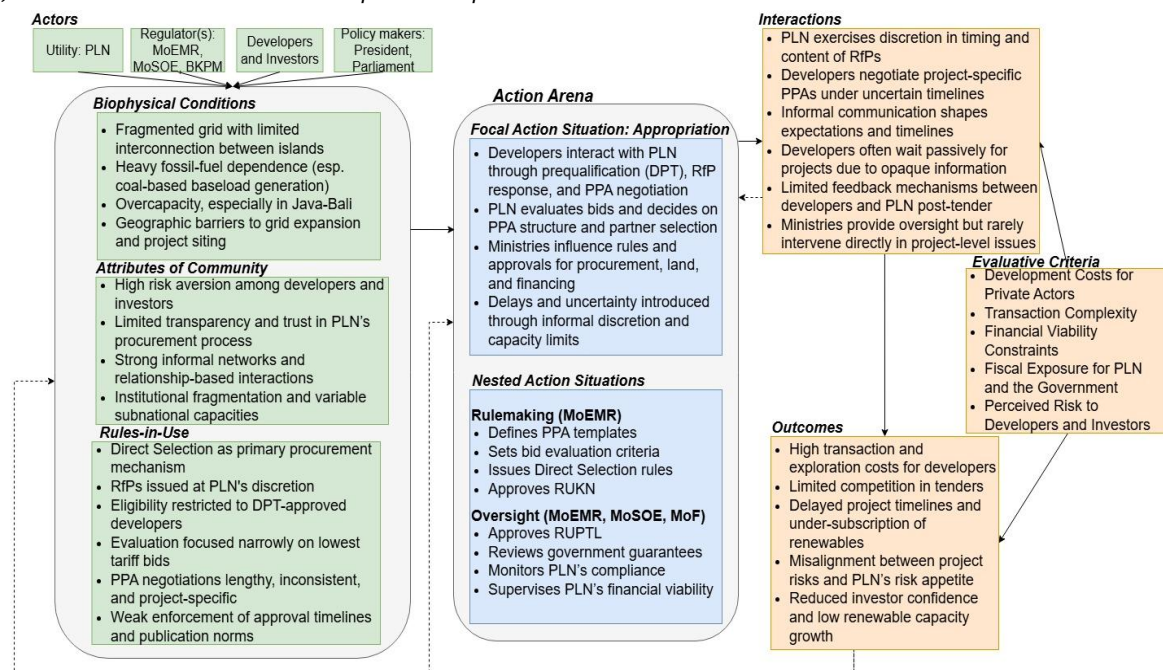 Actors
Utility: PLN
Regulator(s):
MoEMR,
MoSOE, BKPM
Developers
and Investors
Policy makers:
President,
Parliament
Biophysical Conditions
• Fragmented grid with limited
interconnection between islands
• Heavy fossil-fuel dependence (esp.
coal-based baseload generation)
• Overcapacity, especially in Java-Bali
• Geographic barriers to grid expansion
and project siting
Attributes of Community
• High risk aversion among developers and
investors
• Limited transparency and trust in PLN's
procurement process
• Strong informal networks and
relationship-based interactions
• Institutional fragmentation and variable
subnational capacities
Rules-in-Use
• Direct Selection as primary procurement
mechanism
• RfPs issued at PLN's discretion
• Eligibility restricted to DPT-approved
developers
• Evaluation focused narrowly on lowest
tariff bids
• PPA negotiations lengthy, inconsistent,
and project-specific
• Weak enforcement of approval timelines
and publication norms
Action Arena
Focal Action Situation: Appropriation
• Developers interact with PLN
through prequalification (DPT), RfP
response, and PPA negotiation
• PLN evaluates bids and decides on
PPA structure and partner selection
• Ministries influence rules and
approvals for procurement, land,
and financing
• Delays and uncertainty introduced
through informal discretion and
capacity limits
Nested Action Situations
Rulemaking (MoEMR)
• Defines PPA templates
• Sets bid evaluation criteria
• Issues Direct Selection rules
• Approves RUKN
Oversight (MoEMR, MoSOE, MoF)
• Approves RUPTL
• Reviews government guarantees
• Monitors PLN's compliance
• Supervises PLN's financial viability
Interactions
• PLN exercises discretion in timing and
content of RfPs
• Developers negotiate project-specific
PPAs under uncertain timelines
• Informal communication shapes
expectations and timelines
• Developers often wait passively for
projects due to opaque information
• Limited feedback mechanisms between
developers and PLN post-tender
• Ministries provide oversight but rarely
intervene directly in project-level issues
Evaluative Criteria
• Development Costs for
Private Actors
• Transaction Complexity
• Financial Viability
Constraints
• Fiscal Exposure for PLN
and the Government
• Perceived Risk to
Developers and Investors
Outcomes
• High transaction and
exploration costs for developers
• Limited competition in tenders
• Delayed project timelines and
under-subscription of
renewables
• Misalignment between project
risks and PLN's risk appetite
• Reduced investor confidence
and low renewable capacity
growth